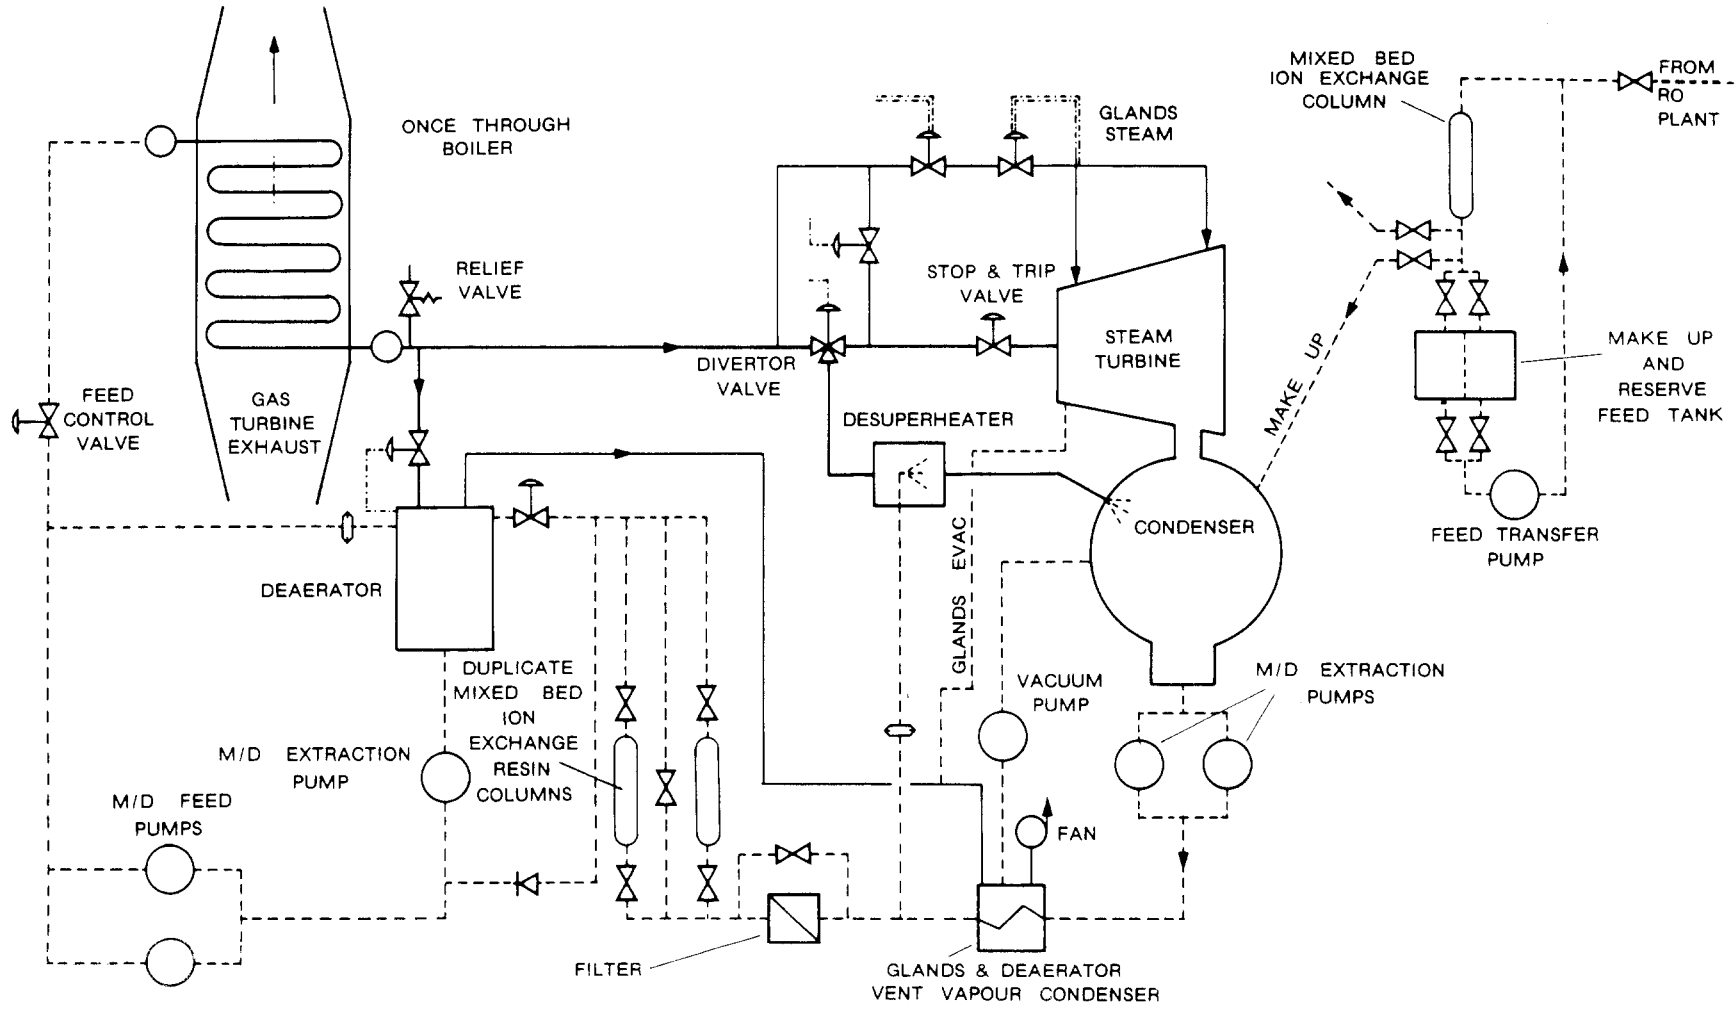 ONCE THROUGH
BOILER
GLANDS
STEAM
MIXED BED
ION EXCHANGE
COLUMN
FROM
RO
PLANT
RELIEF
VALVE
STOP & TRIP
VALVE
STEAM
TURBINE
DIVERTOR
VALVE
MAKE UP
MAKE UP
AND
RESERVE
FEED TANK
FEED
CONTROL
VALVE
GAS
TURBINE
EXHAUST
DESUPERHEATER
CONDENSER
FEED TRANSFER
PUMP
DEAERATOR
GLANDS EVAC
DUPLICATE
MIXED BED
ION
EXCHANGE
RESIN
COLUMNS
VACUUM
PUMP
M/D EXTRACTION
PUMPS
M/D EXTRACTION
PUMP
M/D FEED
PUMPS
FAN
FILTER
GLANDS & DEAERATOR
VENT VAPOUR CONDENSER